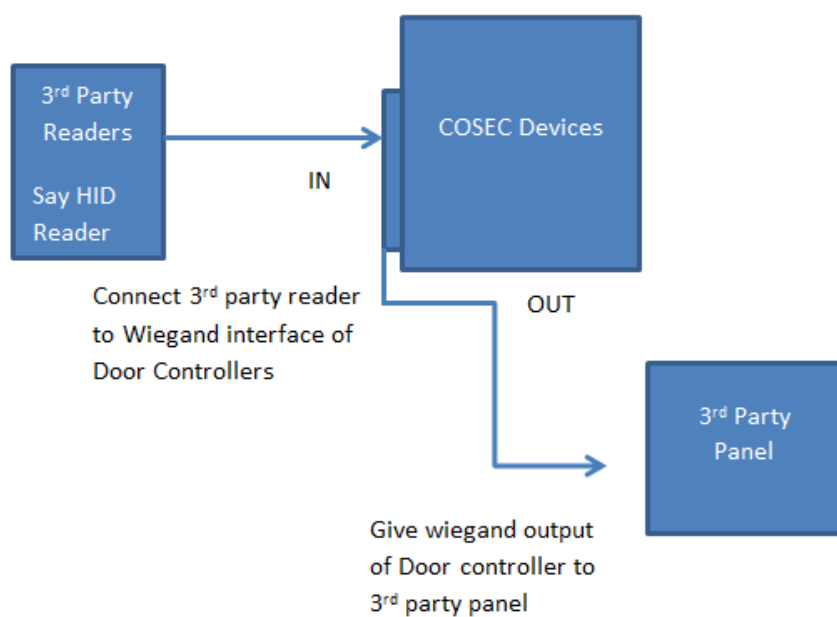 3rd Party
Readers
Say HID
Reader
IN
COSEC Devices
Connect 3rd party reader
to Wiegand interface of
Door Controllers
OUT
3rd Party
Panel
Give wiegand output
of Door controller to
3rd party panel